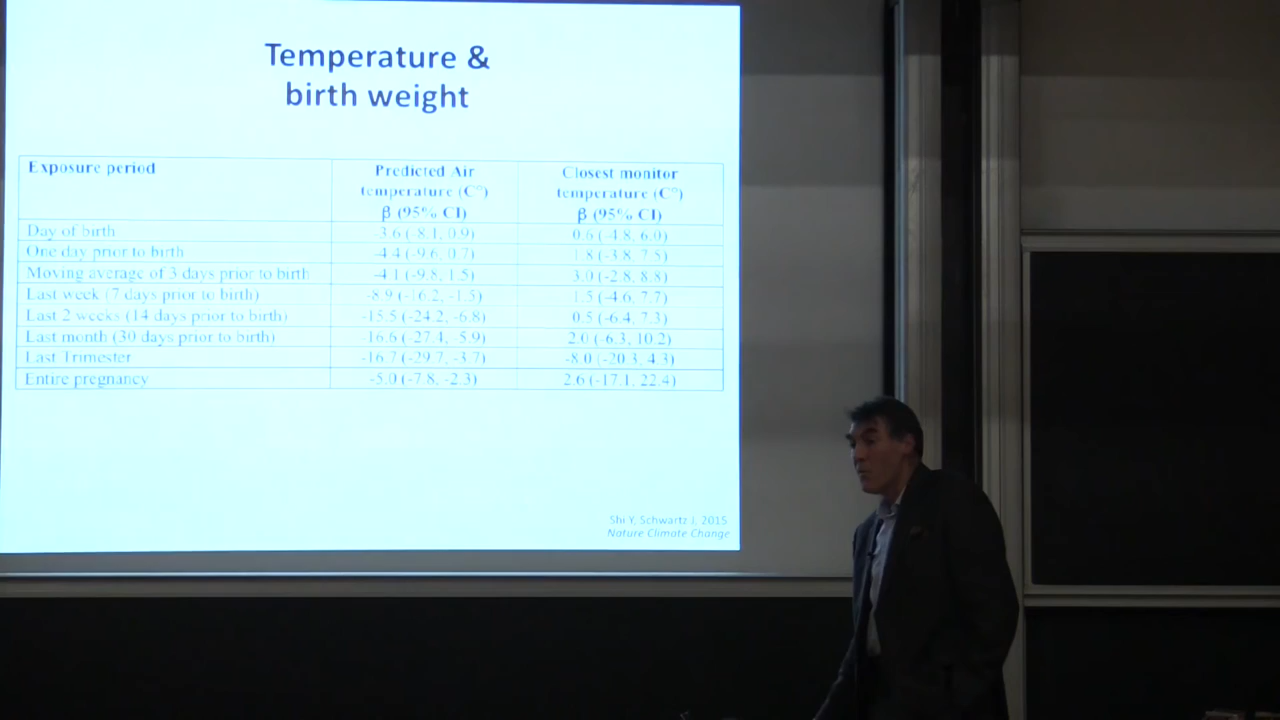 Temperature &
birth weight
Exposure period Predicted Air temperature (C°) β (95% CI) Closest monitor temperature (C°) β (95% CI)
Day of birth -3.6 (-8.1, 0.9) 0.6 (-4.8, 6.0)
One day prior to birth -4.4 (-9.6, 0.7) 1.8 (-3.8, 7.5)
Moving average of 3 days prior to birth -4.1 (-9.8, 1.5) 3.0 (-2.8, 8.8)
Last week (7 days prior to birth) -8.9 (-16.2, -1.5) 1.5 (-4.6, 7.7)
Last 2 weeks (14 days prior to birth) -15.5 (-24.2, -6.8) 0.5 (-6.4, 7.3)
Last month (30 days prior to birth) -16.6 (-27.4, -5.9) 2.0 (-6.3, 10.2)
Last Trimester -16.7 (-29.7, -3.7) -8.0 (-20.3, 4.3)
Entire pregnancy -5.0 (-7.8, -2.3) 2.6 (-17.1, 22.4)
Shi Y, Schwartz J, 2015
Nature Climate Change